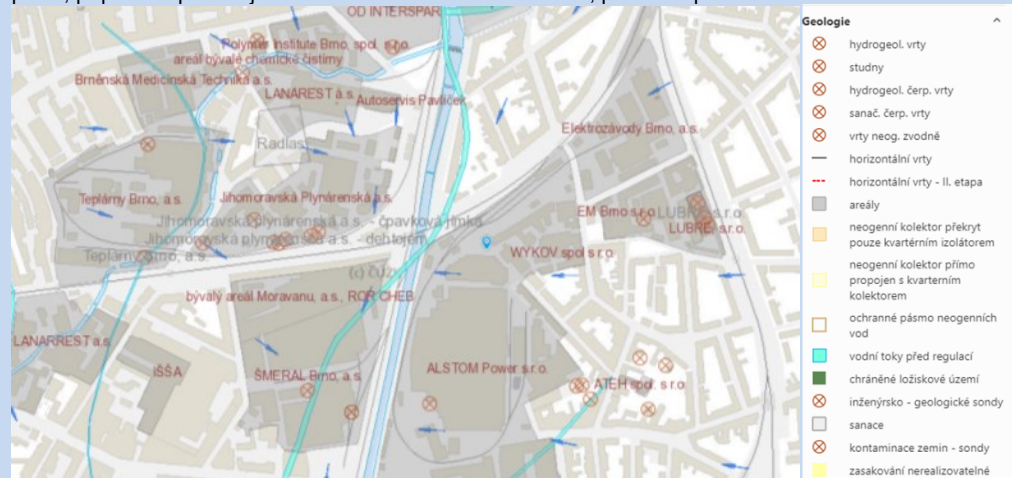 OD INTERSPAR
Polymer Institute Brno, spol. s.r.o.
areál bývalé chemické čistírny
Brněnská Medicínská Technika a.s.
LANAREST a.s.
Autoservis Pavlíček
Radlas
Elektrozávody Brno, a.s.
Teplárny Brno, a.s.
Jihomoravská Plynárenská, a.s.
Jihomoravská plynárenská a.s. - čpavková jímka
Jihomoravská plynárenská a.s. - dehtojem
Teplárny Brno, a.s.
EM Brno s.r.o.
LUBRE s.r.o.
LUBRE s.r.o.
WYKOV spol s r.o.
(c) ČÚZK
bývalý areál Moravanu, a.s., ROR CHEB
LANARREST a.s.
IŠŠA
ŠMERAL Brno, a.s.
ALSTOM Power s.r.o.
ATEH spol. s r.o.
Geologie
hydrogeol. vrty
studny
hydrogeol. čerp. vrty
sanač. čerp. vrty
vrty neog. zvodně
horizontální vrty
horizontální vrty - II. etapa
areály
neogenní kolektor překryt
pouze kvartérním izolátorem
neogenní kolektor přímo
propojen s kvarterním
kolektorem
ochranné pásmo neogenních
vod
vodní toky před regulací
chráněné ložiskové území
inženýrsko - geologické sondy
sanace
kontaminace zemin - sondy
zasakování nerealizovatelné